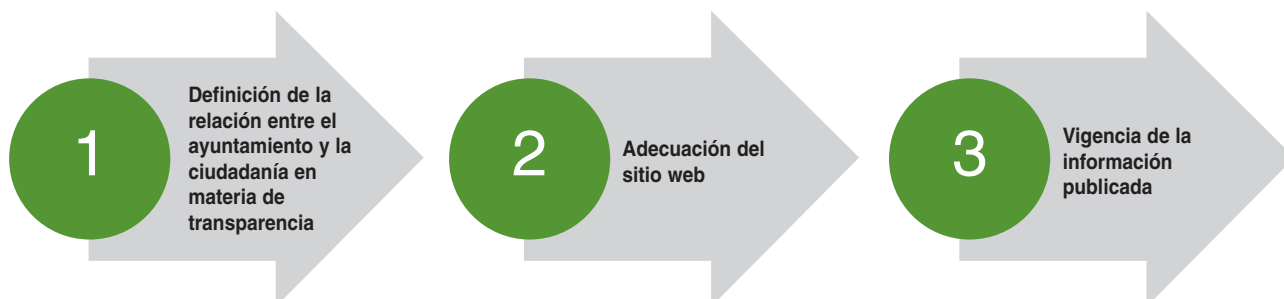 1
Definición de la
relación entre el
ayuntamiento y la
ciudadanía en
materia de
transparencia
2
Adecuación del
sitio web
3
Vigencia de la
información
publicada